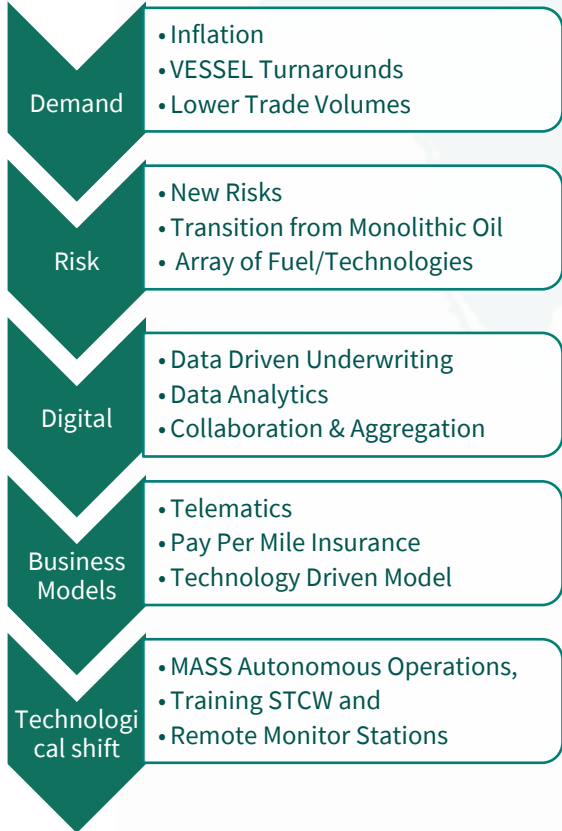 Demand
• Inflation
• VESSEL Turnarounds
• Lower Trade Volumes
Risk
• New Risks
• Transition from Monolithic Oil
• Array of Fuel/Technologies
Digital
• Data Driven Underwriting
• Data Analytics
• Collaboration & Aggregation
Business
Models
• Telematics
• Pay Per Mile Insurance
• Technology Driven Model
Technologi
cal shift
• MASS Autonomous Operations,
• Training STCW and
• Remote Monitor Stations